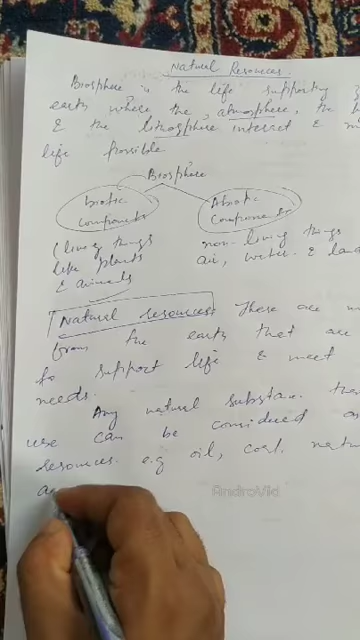 Natural Resources
Biosphere is the life supporting
earth where the, atmosphere, the
& the lithosphere interact &
life possible
Biosphere
biotic
components
Abiotic
Components
(living things
like plants
& animals
non-living things
air, water & land
Natural resources: These are
from the earth that are
to support life & meet
needs.
Any natural substance
use can be considered
resources. e.g oil, coal,
AndroVid